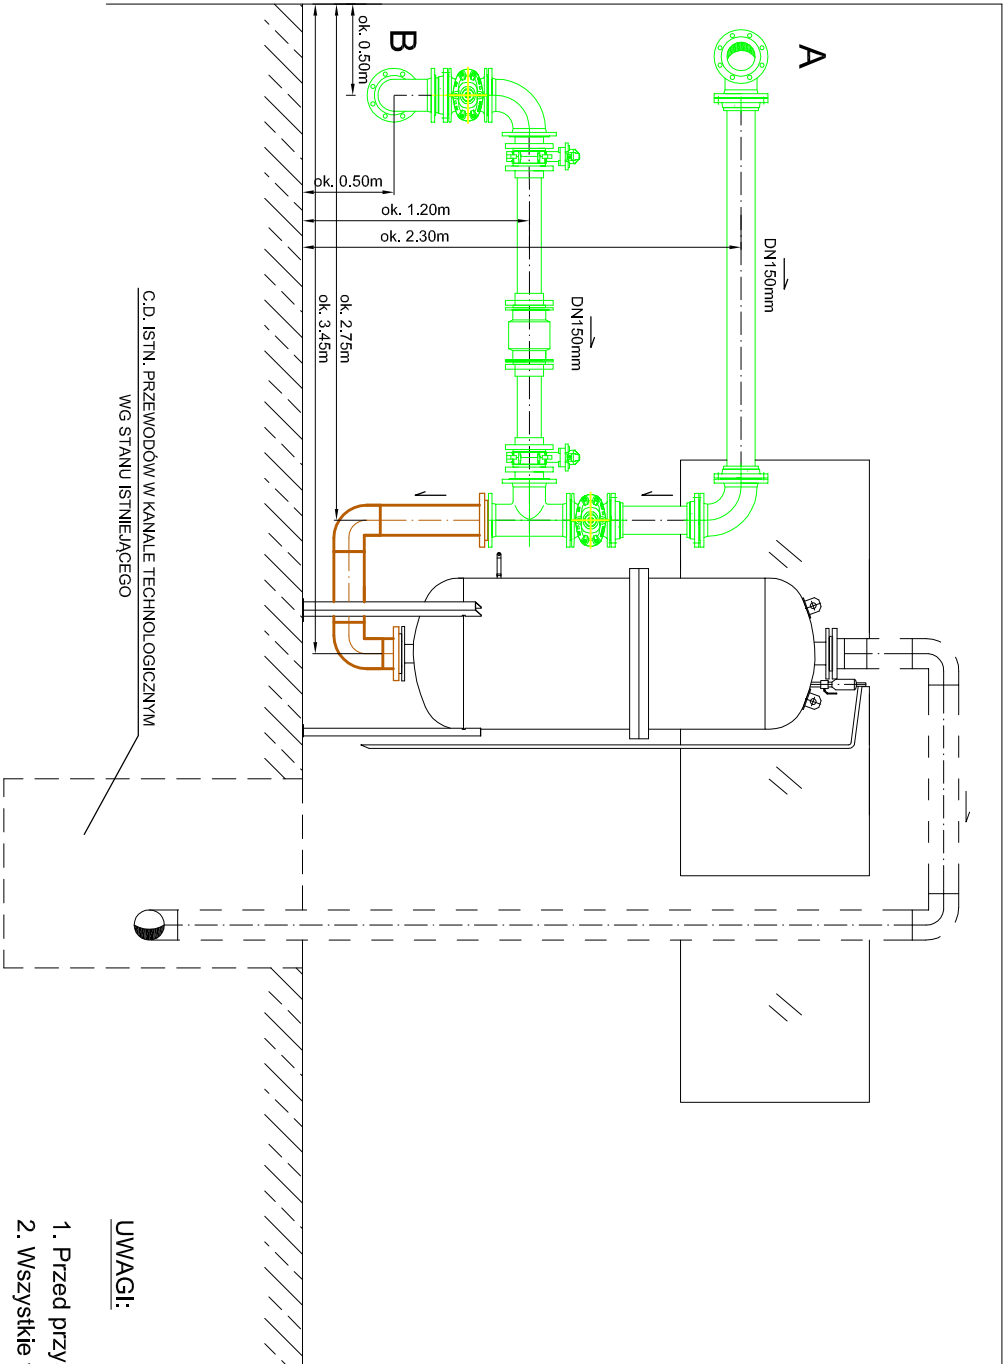 A
B
ok. 0.50m
ok. 0.50m
ok. 1.20m
ok. 2.30m
DN150mm
DN150mm
ok. 2.75m
ok. 3.45m
C.D. ISTN. PRZEWODÓW W KANALE TECHNOLOGICZNYM
WG STANU ISTNIEJĄCEGO
UWAGI:
1. Przed przy
2. Wszystkie